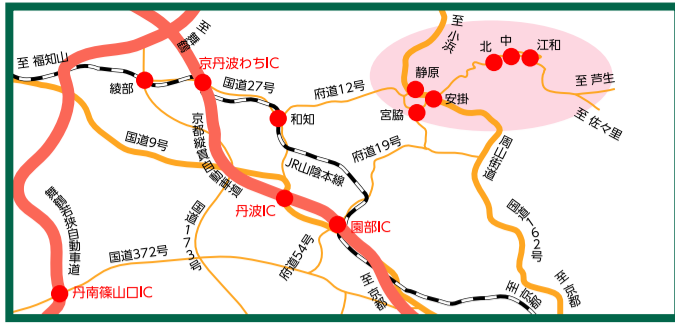 至 舞鶴
至 小浜
北
中
江和
至 福知山
京丹波わちIC
静原
至 芦生
綾部
国道27号
府道12号
安掛
宮脇
至 佐々里
和知
国道9号
京都縦貫自動車道
JR山陰本線
府道19号
周山街道
舞鶴若狭自動車道
丹波IC
国道173号
園部IC
国道162号
国道372号
府道54号
丹南篠山口IC
至 京都
至 京都
至 京都